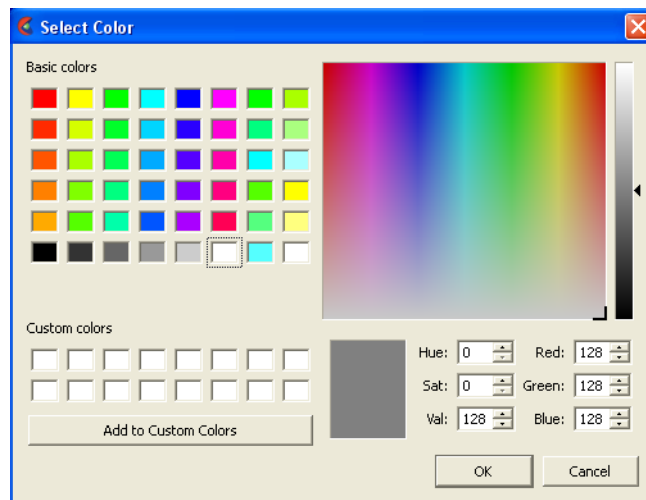 Select Color
Basic colors
Custom colors
Add to Custom Colors
Hue: 0 Red: 128
Sat: 0 Green: 128
Val: 128 Blue: 128
OK Cancel